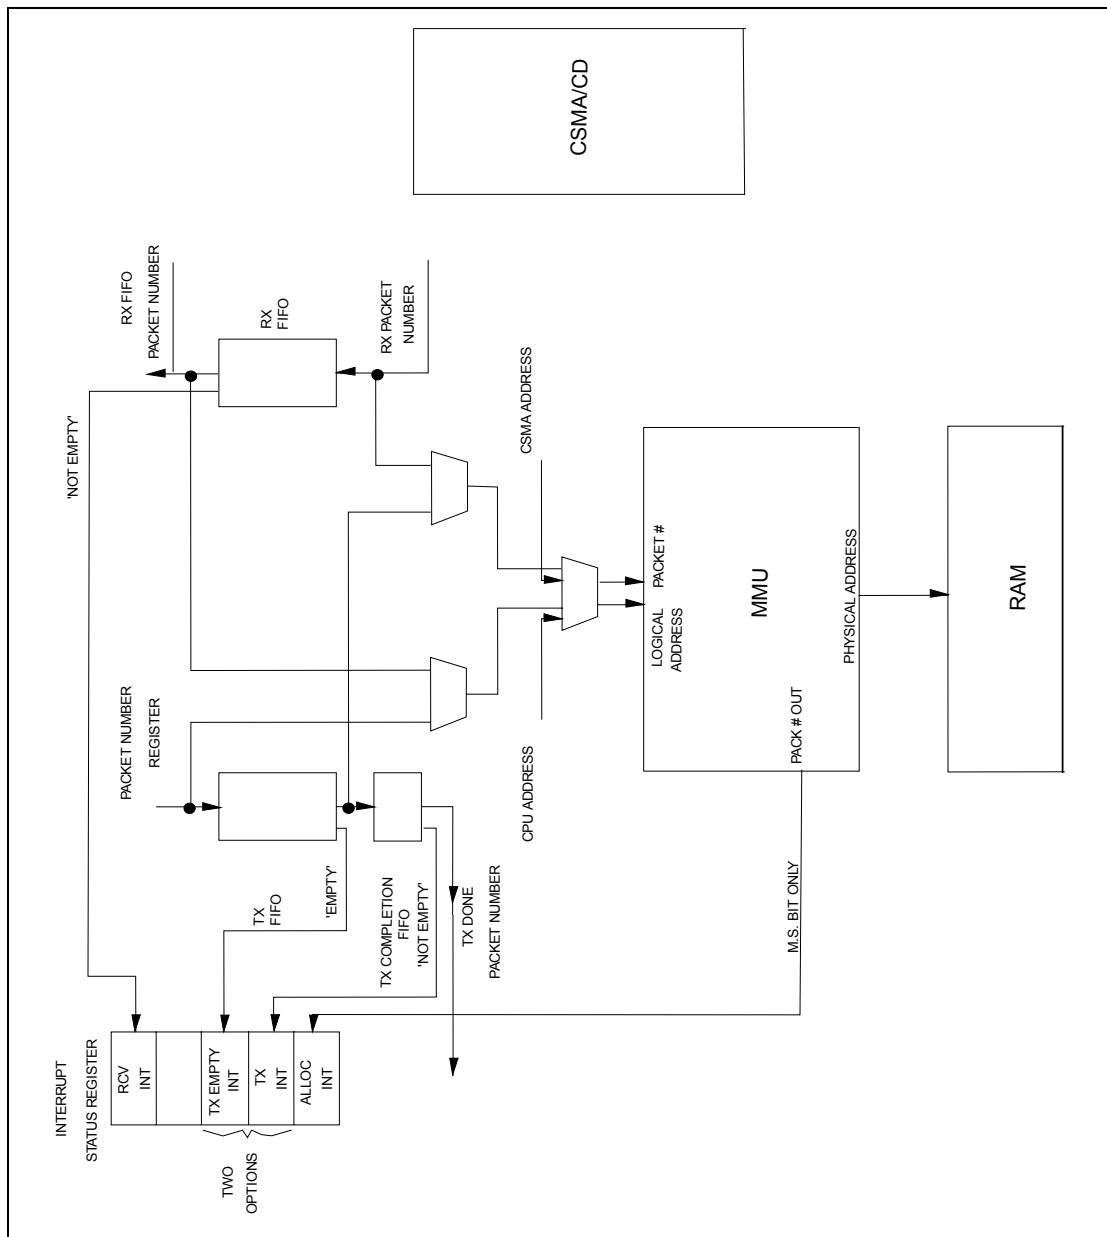 INTERRUPT
STATUS REGISTER
RCV
INT
TX EMPTY
INT
TX
INT
ALLOC
INT
TWO
OPTIONS
'NOT EMPTY'
PACKET NUMBER
REGISTER
TX
FIFO
'EMPTY'
TX COMPLETION
FIFO
'NOT EMPTY'
TX DONE
PACKET NUMBER
RX FIFO
PACKET NUMBER
RX
FIFO
RX PACKET
NUMBER
CSMA ADDRESS
CPU ADDRESS
M.S. BIT ONLY
PACK # OUT
LOGICAL
ADDRESS
PACKET #
MMU
PHYSICAL ADDRESS
RAM
CSMA/CD